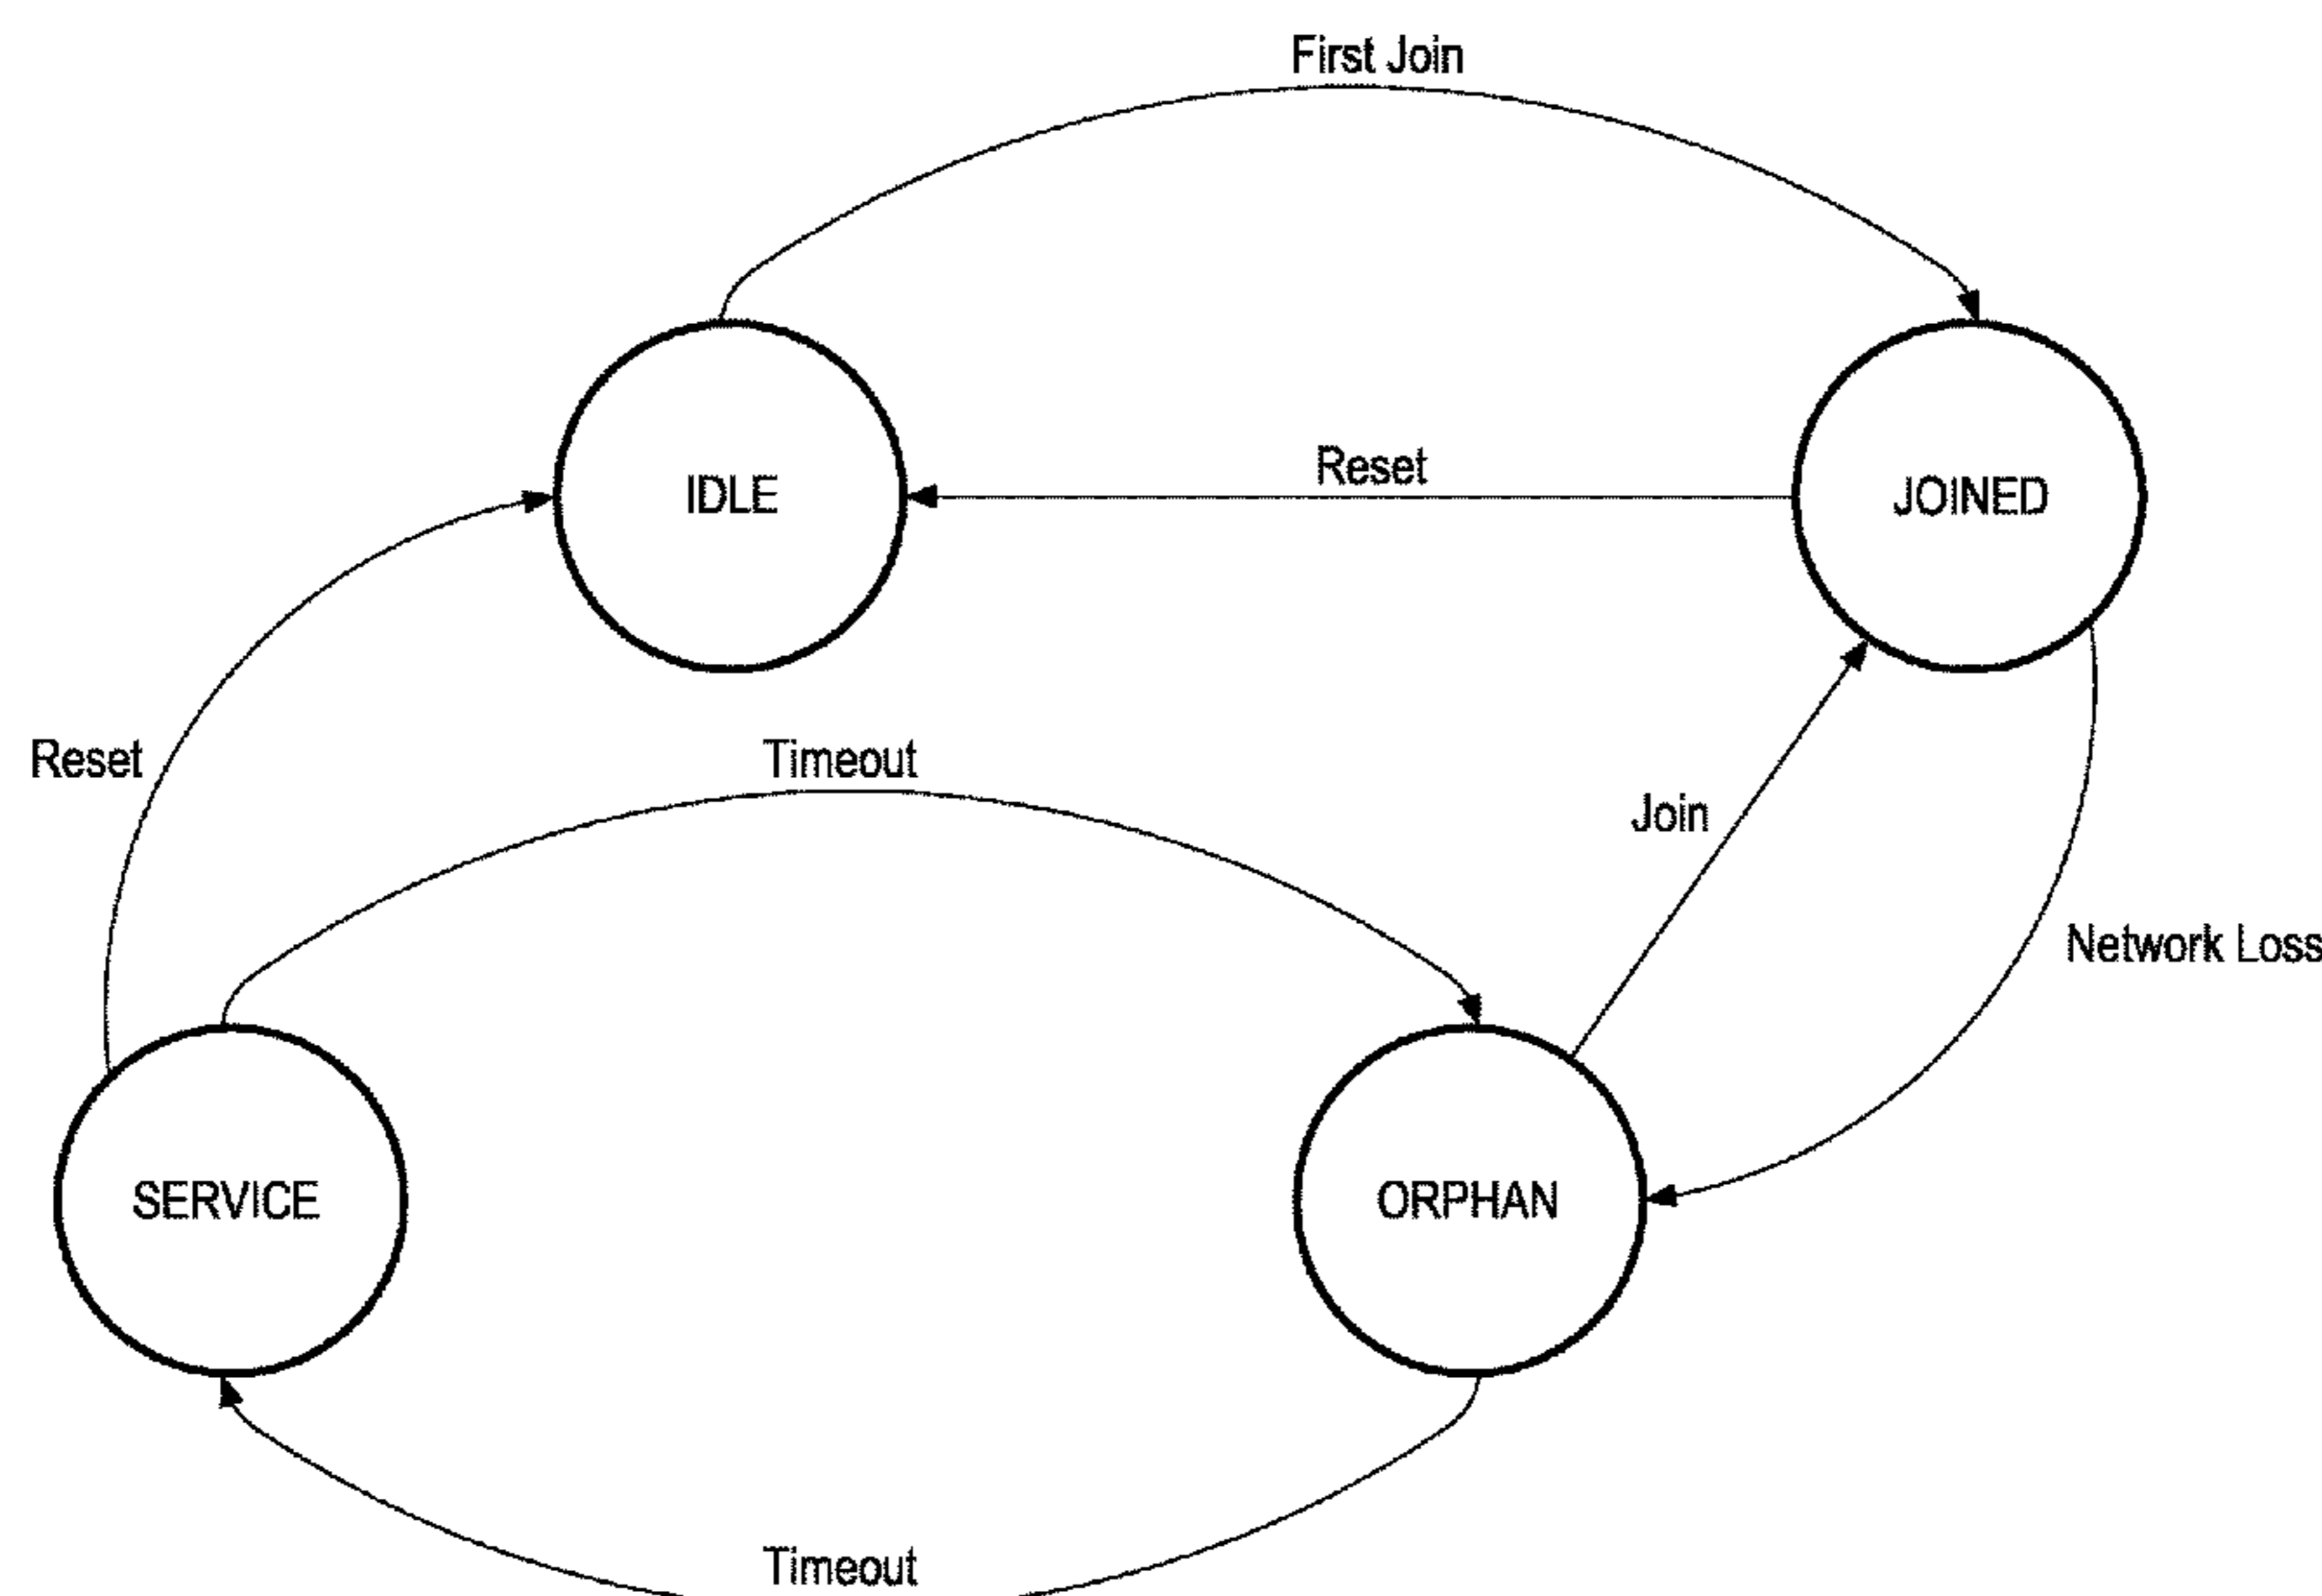 First Join
IDLE
Reset
JOINED
Reset
Timeout
Join
Network Loss
SERVICE
ORPHAN
Timeout